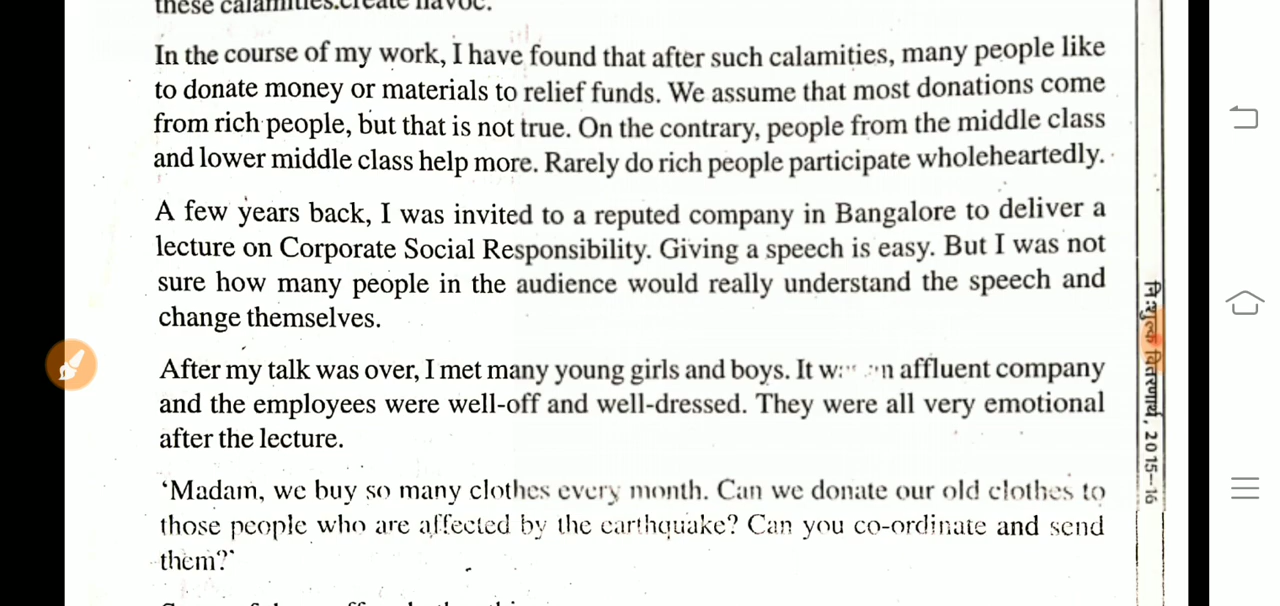 these calamities.create havoc.
In the course of my work, I have found that after such calamities, many people like
to donate money or materials to relief funds. We assume that most donations come
from rich people, but that is not true. On the contrary, people from the middle class
and lower middle class help more. Rarely do rich people participate wholeheartedly.
A few years back, I was invited to a reputed company in Bangalore to deliver a
lecture on Corporate Social Responsibility. Giving a speech is easy. But I was not
sure how many people in the audience would really understand the speech and
change themselves.
After my talk was over, I met many young girls and boys. It affluent company
and the employees were well-off and well-dressed. They were all very emotional
after the lecture.
‘Madam, we buy so many clothes every month. Can we donate our old clothes to
those people who are affected by the earthquake? Can you co-ordinate and send
them?’
निःशुल्क वितरणार्थ, 2015-16